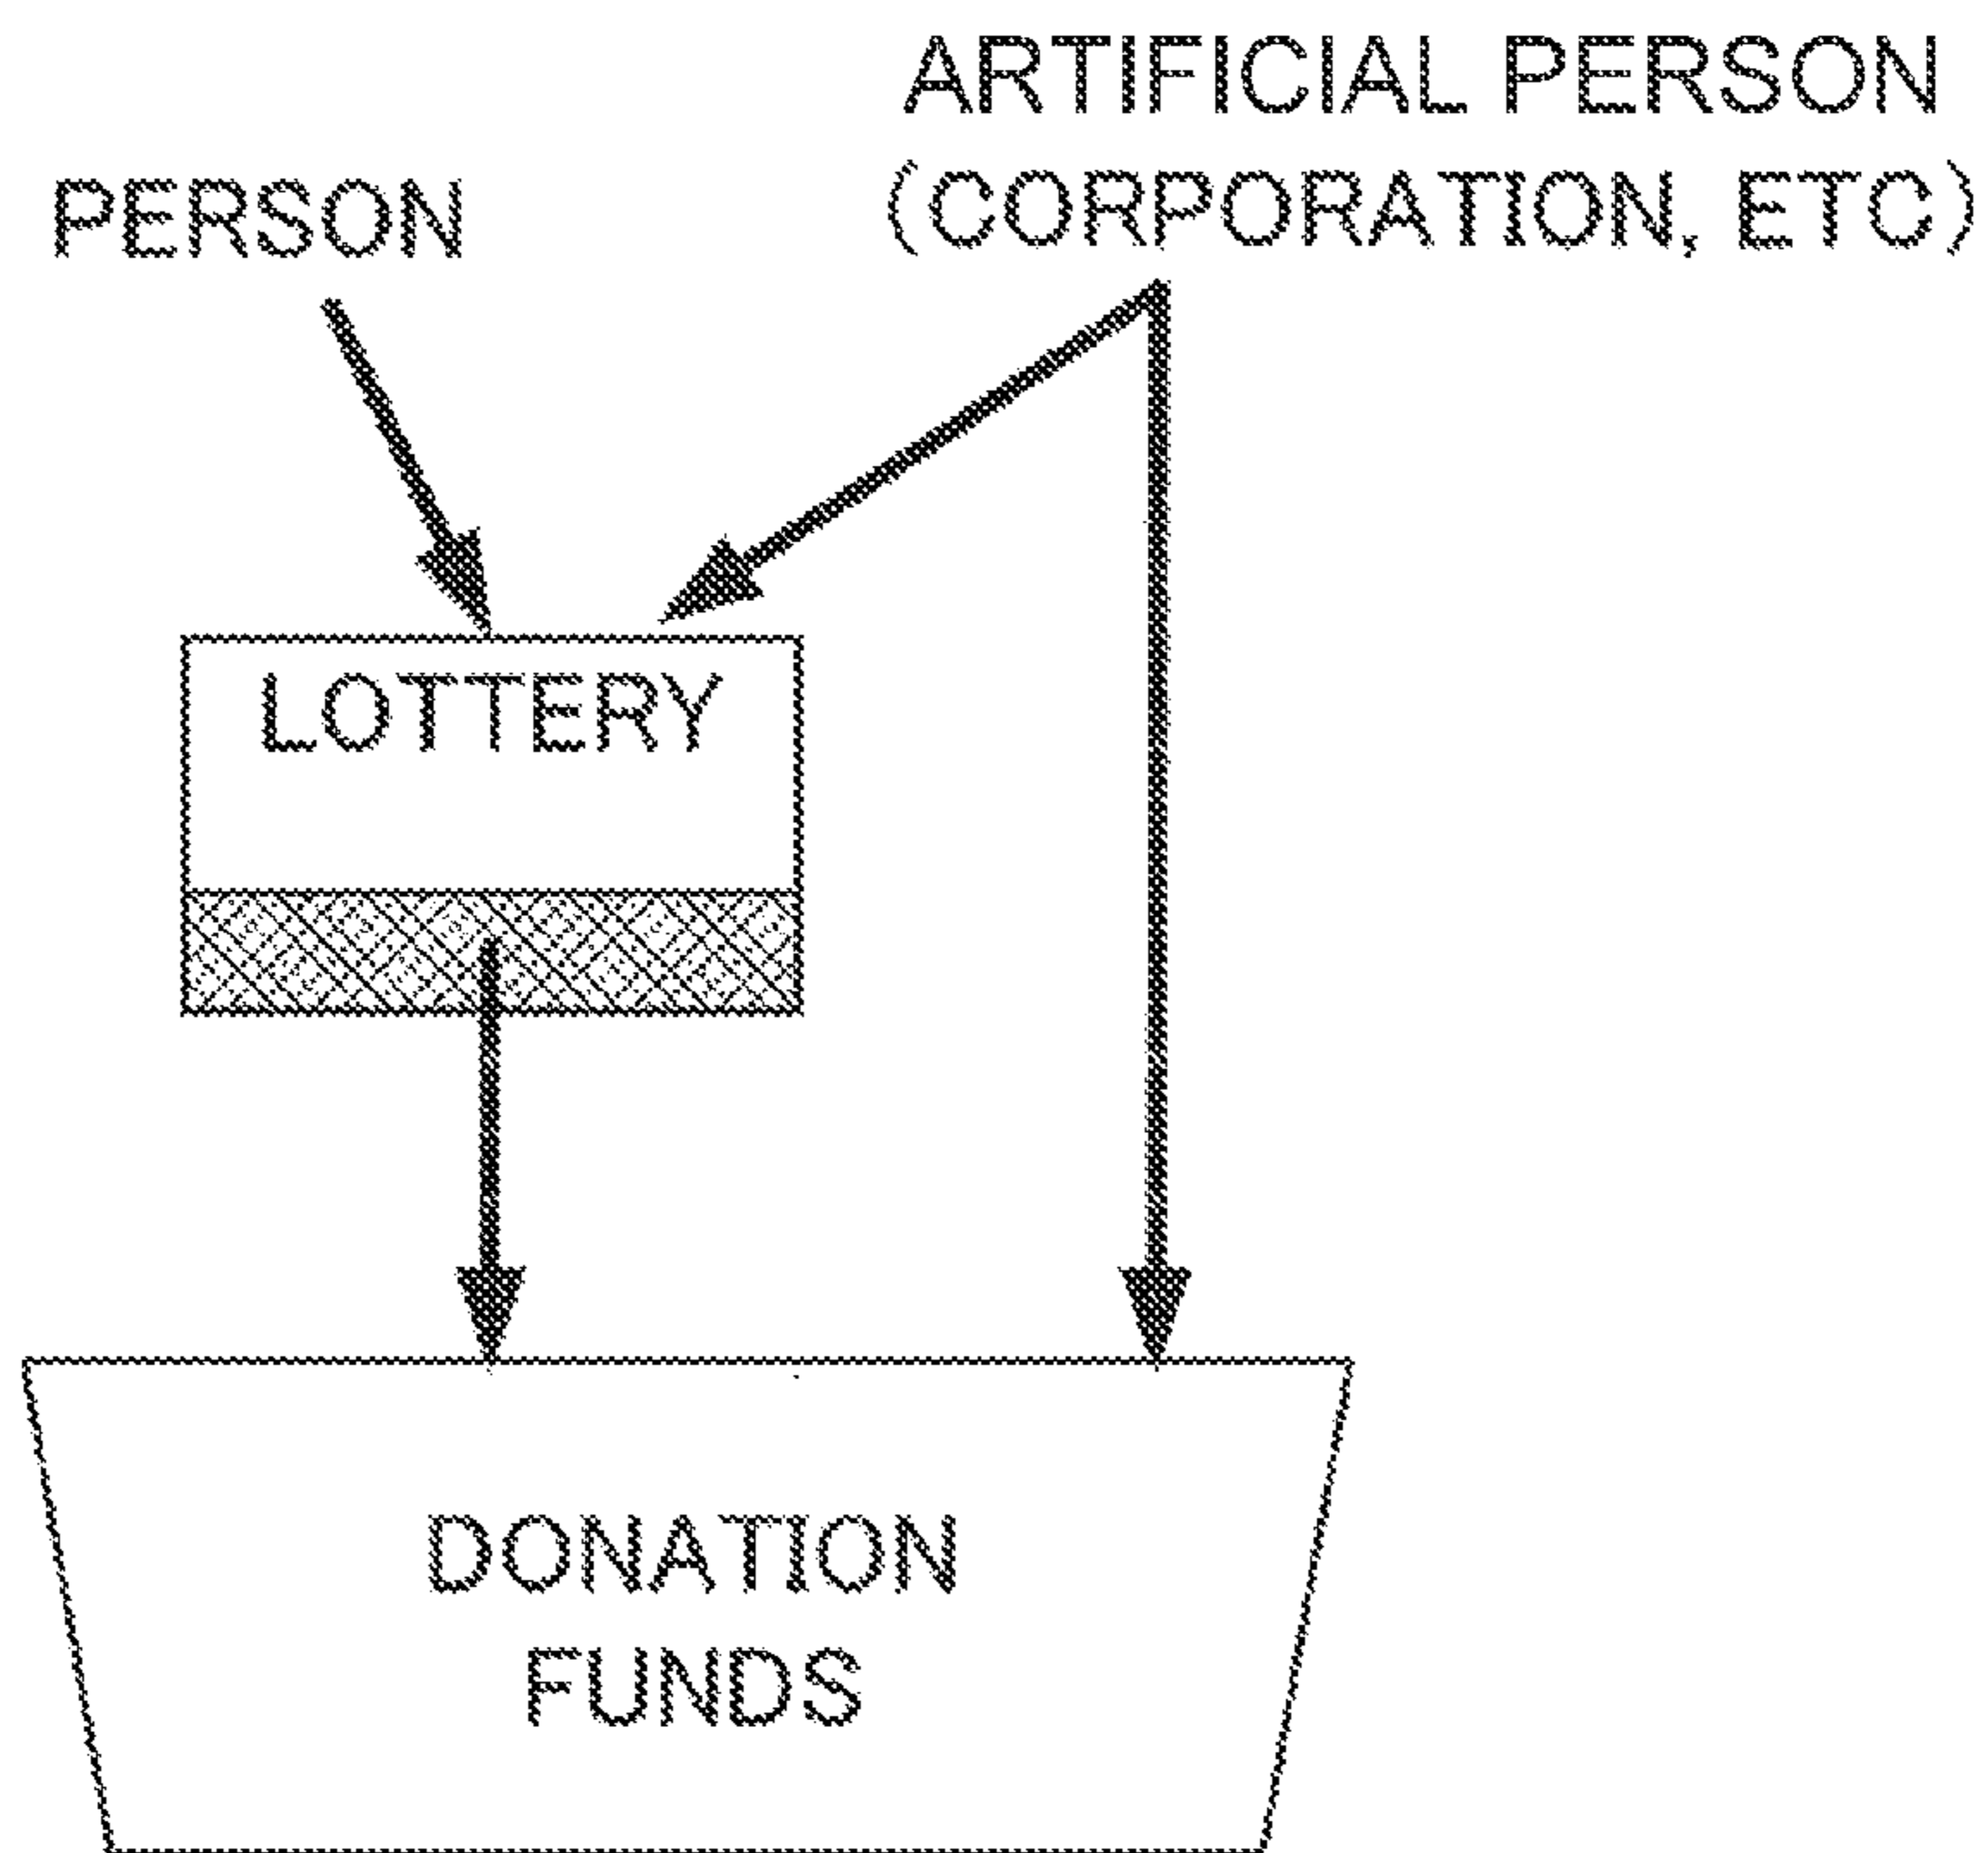 ARTIFICIAL PERSON
(CORPORATION, ETC)
PERSON
LOTTERY
DONATION
FUNDS